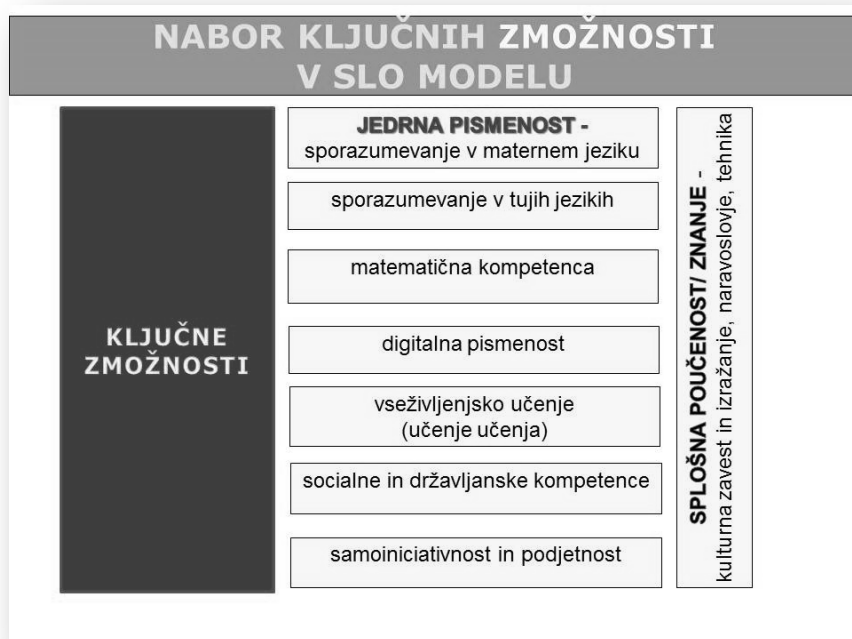 NABOR KLJUČNIH ZMOŽNOSTI
V SLO MODELU
KLJUČNE
ZMOŽNOSTI
JEDRNA PISMENOST -
sporazumevanje v maternem jeziku
sporazumevanje v tujih jezikih
matematična kompetenca
digitalna pismenost
vseživljenjsko učenje
(učenje učenja)
socialne in državljanske kompetence
samoiniciativnost in podjetnost
SPLOŠNA POUČENOST/ ZNANJE -
kulturna zavest in izražanje, naravoslovje, tehnika